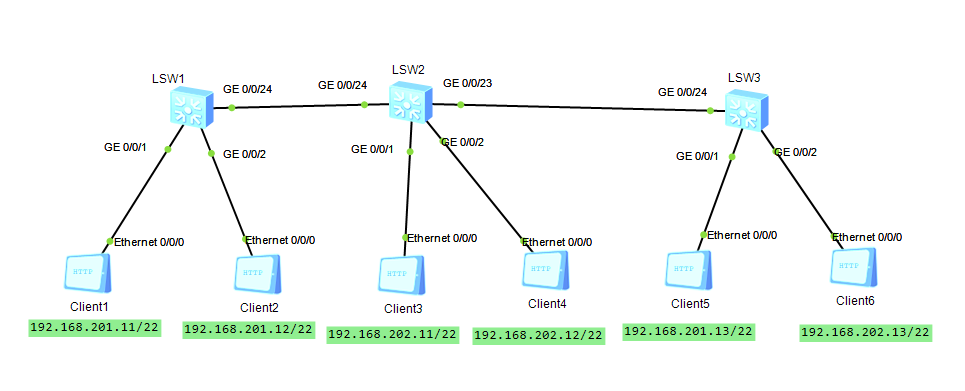 LSW1
LSW2
LSW3
GE 0/0/24
GE 0/0/24
GE 0/0/23
GE 0/0/24
GE 0/0/1
GE 0/0/2
GE 0/0/1
GE 0/0/2
GE 0/0/1
GE 0/0/2
Ethernet 0/0/0
Ethernet 0/0/0
Ethernet 0/0/0
Ethernet 0/0/0
Ethernet 0/0/0
Ethernet 0/0/0
HTTP
HTTP
HTTP
HTTP
HTTP
HTTP
Client1
Client2
Client3
Client4
Client5
Client6
192.168.201.11/22
192.168.201.12/22
192.168.202.11/22
192.168.202.12/22
192.168.201.13/22
192.168.202.13/22